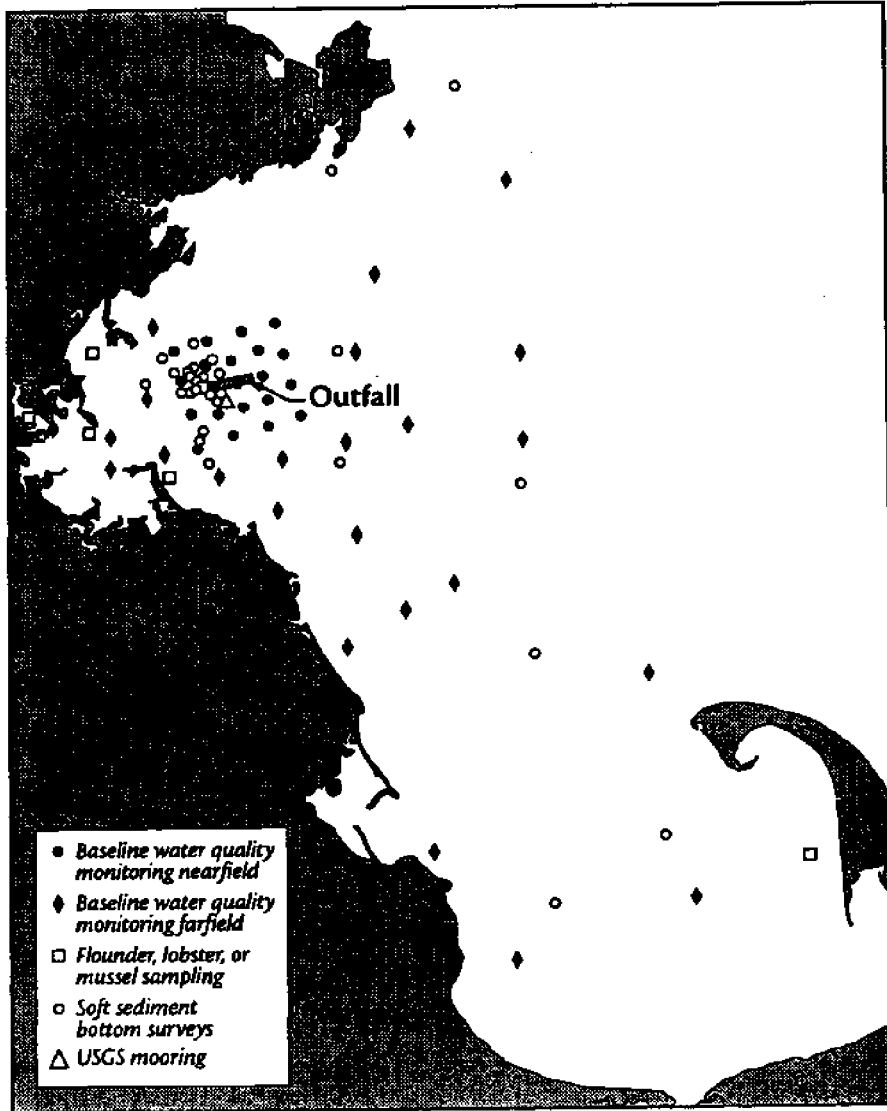 Outfall
Baseline water quality
monitoring nearfield
Baseline water quality
monitoring farfield
Flounder, lobster, or
mussel sampling
Soft sediment
bottom surveys
USGS mooring